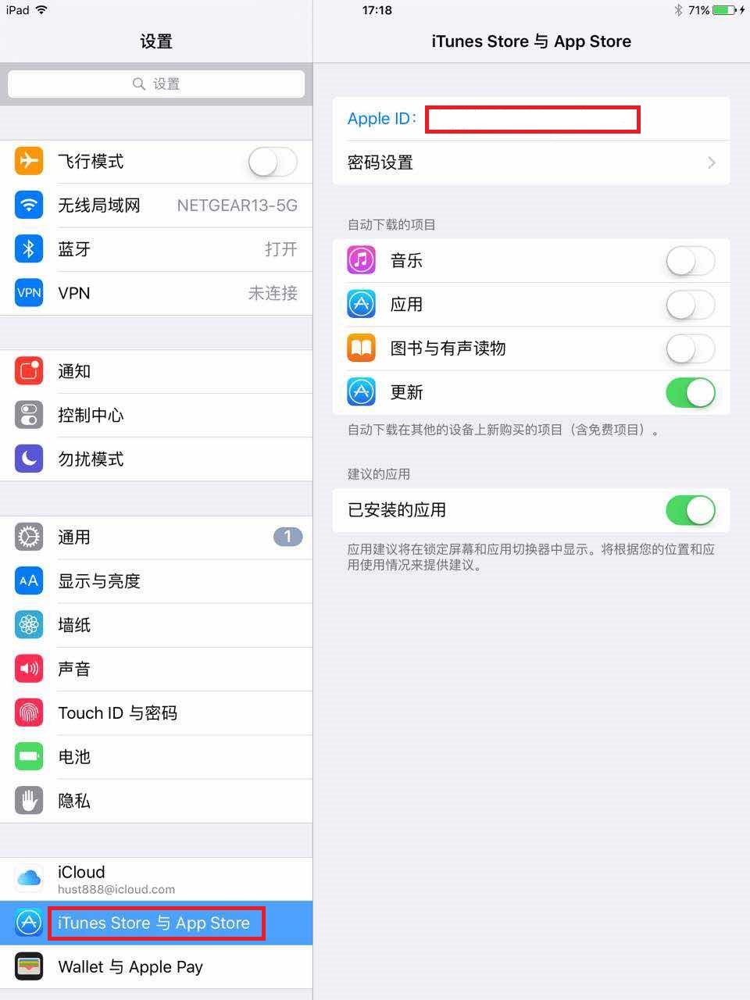 iPad
17:18
71%
设置
设置
飞行模式
无线局域网 NETGEAR13-5G
蓝牙 打开
VPN VPN 未连接
通知
控制中心
勿扰模式
通用 1
AA 显示与亮度
墙纸
声音
Touch ID 与密码
电池
隐私
iCloud
hust888@icloud.com
iTunes Store 与 App Store
Wallet 与 Apple Pay
iTunes Store 与 App Store
Apple ID：
密码设置
自动下载的项目
音乐
应用
图书与有声读物
更新
自动下载在其他的设备上新购买的项目（含免费项目）。
建议的应用
已安装的应用
应用建议将在锁定屏幕和应用切换器中显示。将根据您的位置和应
用使用情况来提供建议。